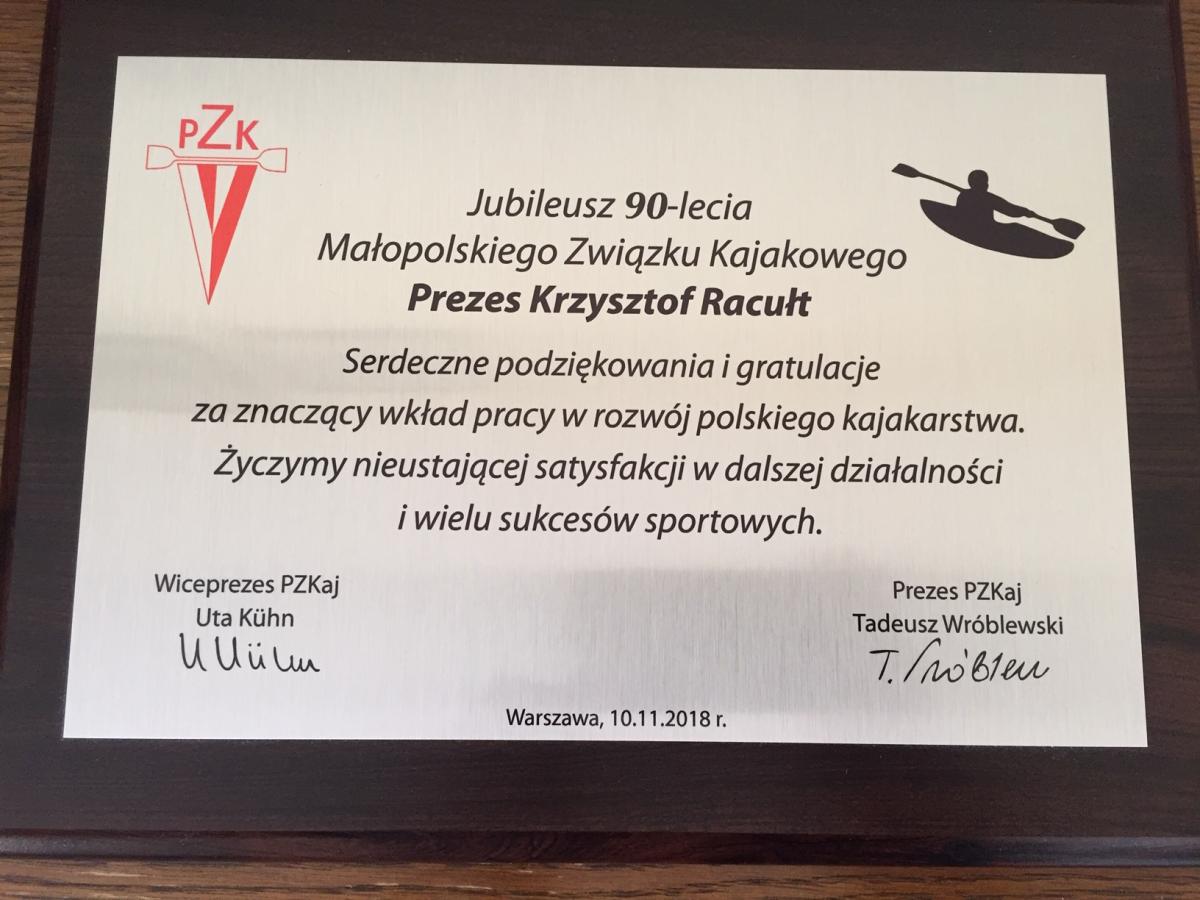 PZK
Jubileusz 90-lecia
Małopolskiego Związku Kajakowego
Prezes Krzysztof Racułt
Serdeczne podziękowania i gratulacje
za znaczący wkład pracy w rozwój polskiego kajakarstwa.
Życzymy nieustającej satysfakcji w dalszej działalności
i wielu sukcesów sportowych.
Wiceprezes PZKaj
Uta Kühn
Prezes PZKaj
Tadeusz Wróblewski
Warszawa, 10.11.2018 r.